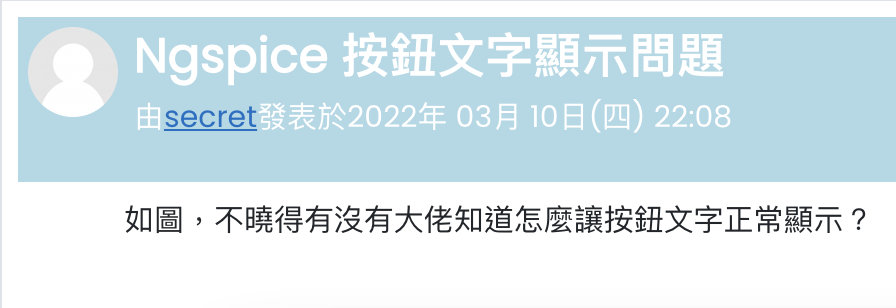 Ngspice 按鈕文字顯示問題
由secret發表於2022年 03月 10日(四) 22:08
如圖，不曉得有沒有大佬知道怎麼讓按鈕文字正常顯示？